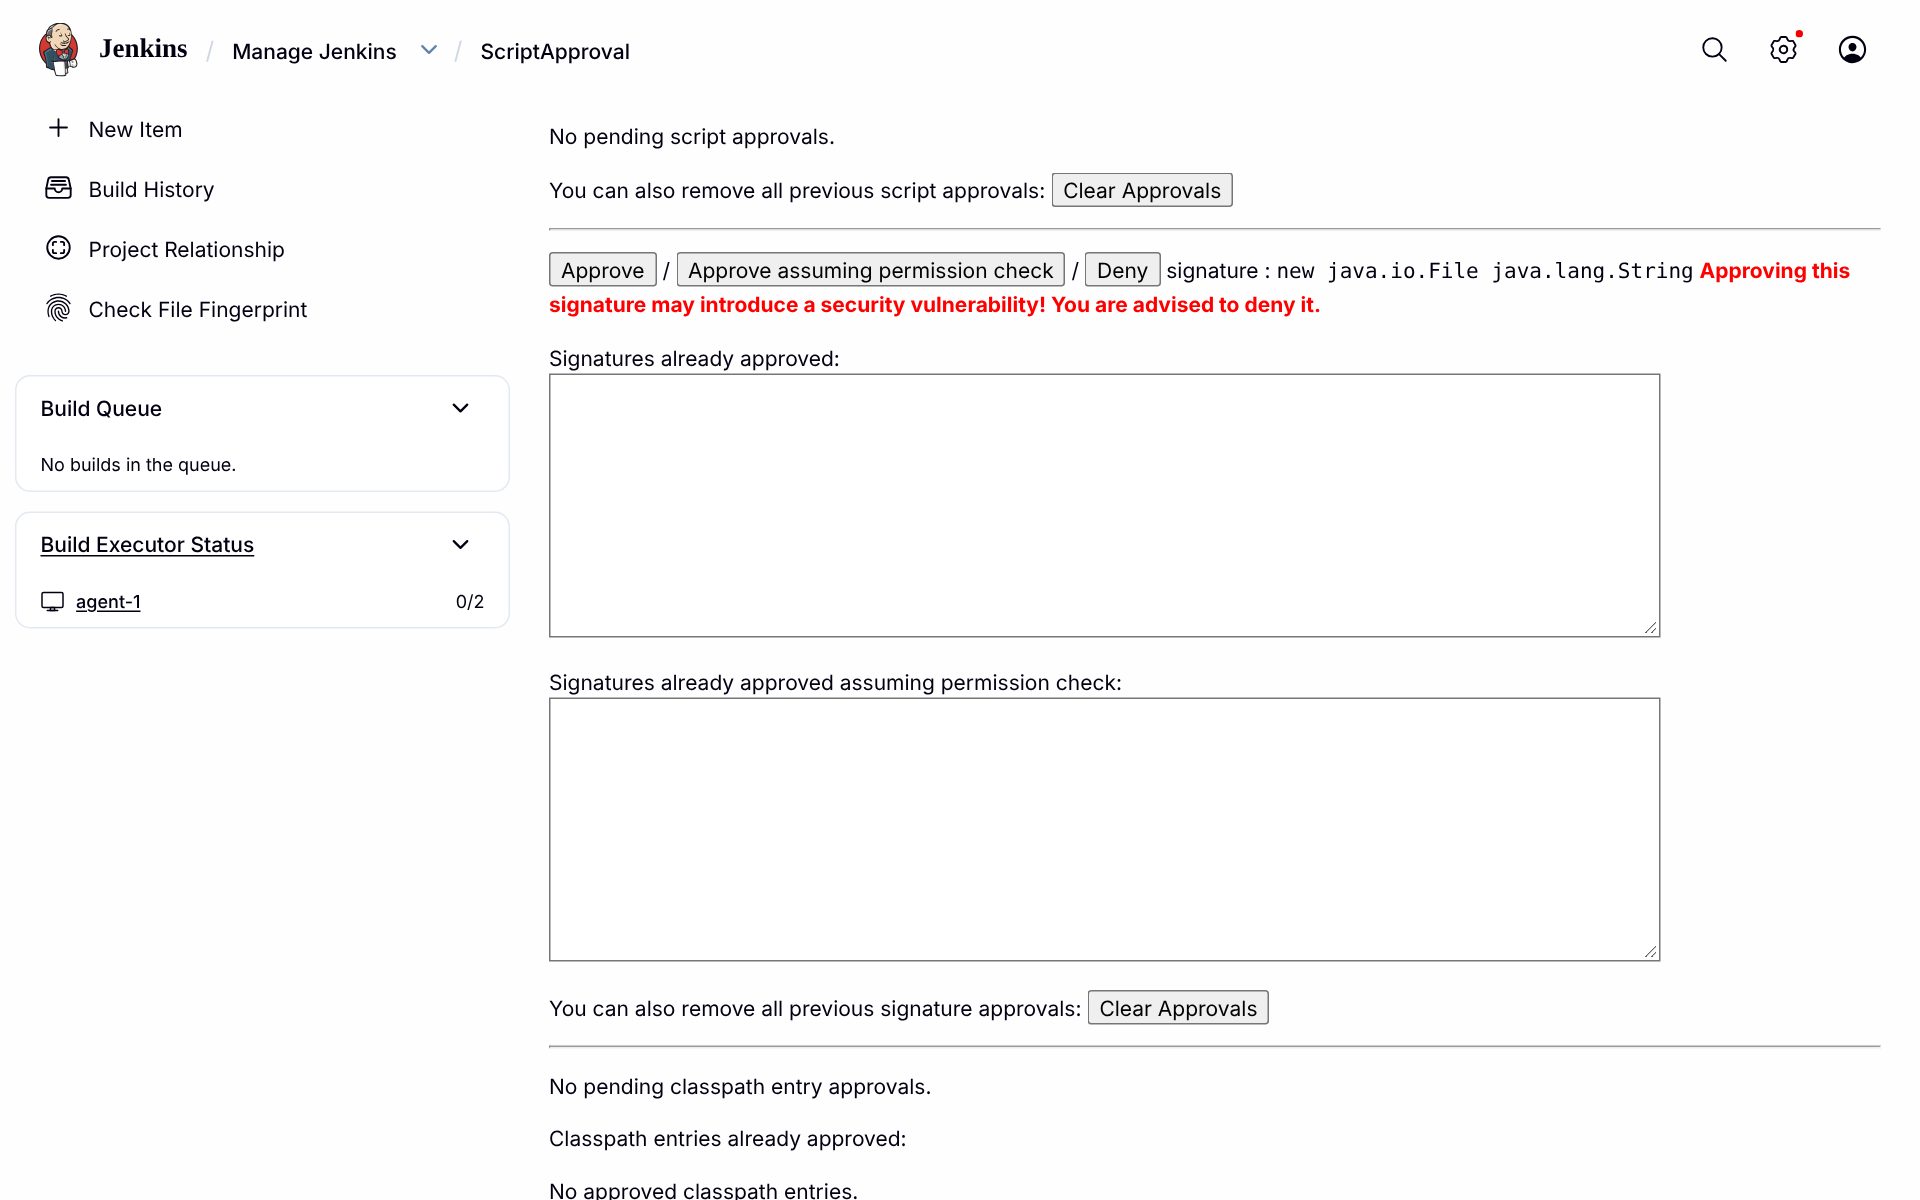 Jenkins / Manage Jenkins / ScriptApproval
New Item
Build History
Project Relationship
Check File Fingerprint
Build Queue
No builds in the queue.
Build Executor Status
agent-1 0/2
No pending script approvals.
You can also remove all previous script approvals: Clear Approvals
Approve / Approve assuming permission check / Deny signature : new java.io.File java.lang.String Approving this
signature may introduce a security vulnerability! You are advised to deny it.
Signatures already approved:
Signatures already approved assuming permission check:
You can also remove all previous signature approvals: Clear Approvals
No pending classpath entry approvals.
Classpath entries already approved:
No approved classpath entries.